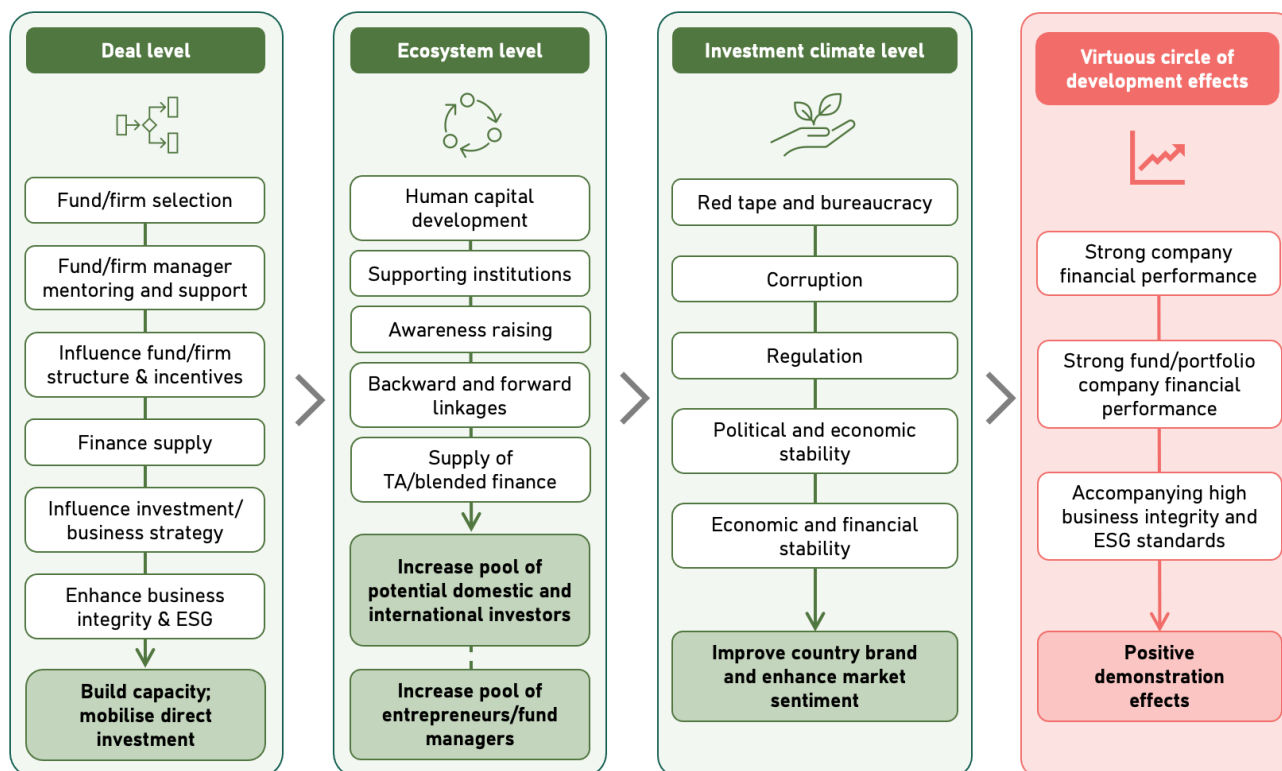 Deal level
Fund/firm selection
Fund/firm manager
mentoring and support
Influence fund/firm
structure & incentives
Finance supply
Influence investment/
business strategy
Enhance business
integrity & ESG
Build capacity;
mobilise direct
investment
Ecosystem level
Human capital
development
Supporting institutions
Awareness raising
Backward and forward
linkages
Supply of
TA/blended finance
Increase pool of
potential domestic and
international investors
Increase pool of
entrepreneurs/fund
managers
Investment climate level
Red tape and bureaucracy
Corruption
Regulation
Political and economic
stability
Economic and financial
stability
Improve country brand
and enhance market
sentiment
Virtuous circle of
development effects
Strong company
financial performance
Strong fund/portfolio
company financial
performance
Accompanying high
business integrity and
ESG standards
Positive
demonstration
effects